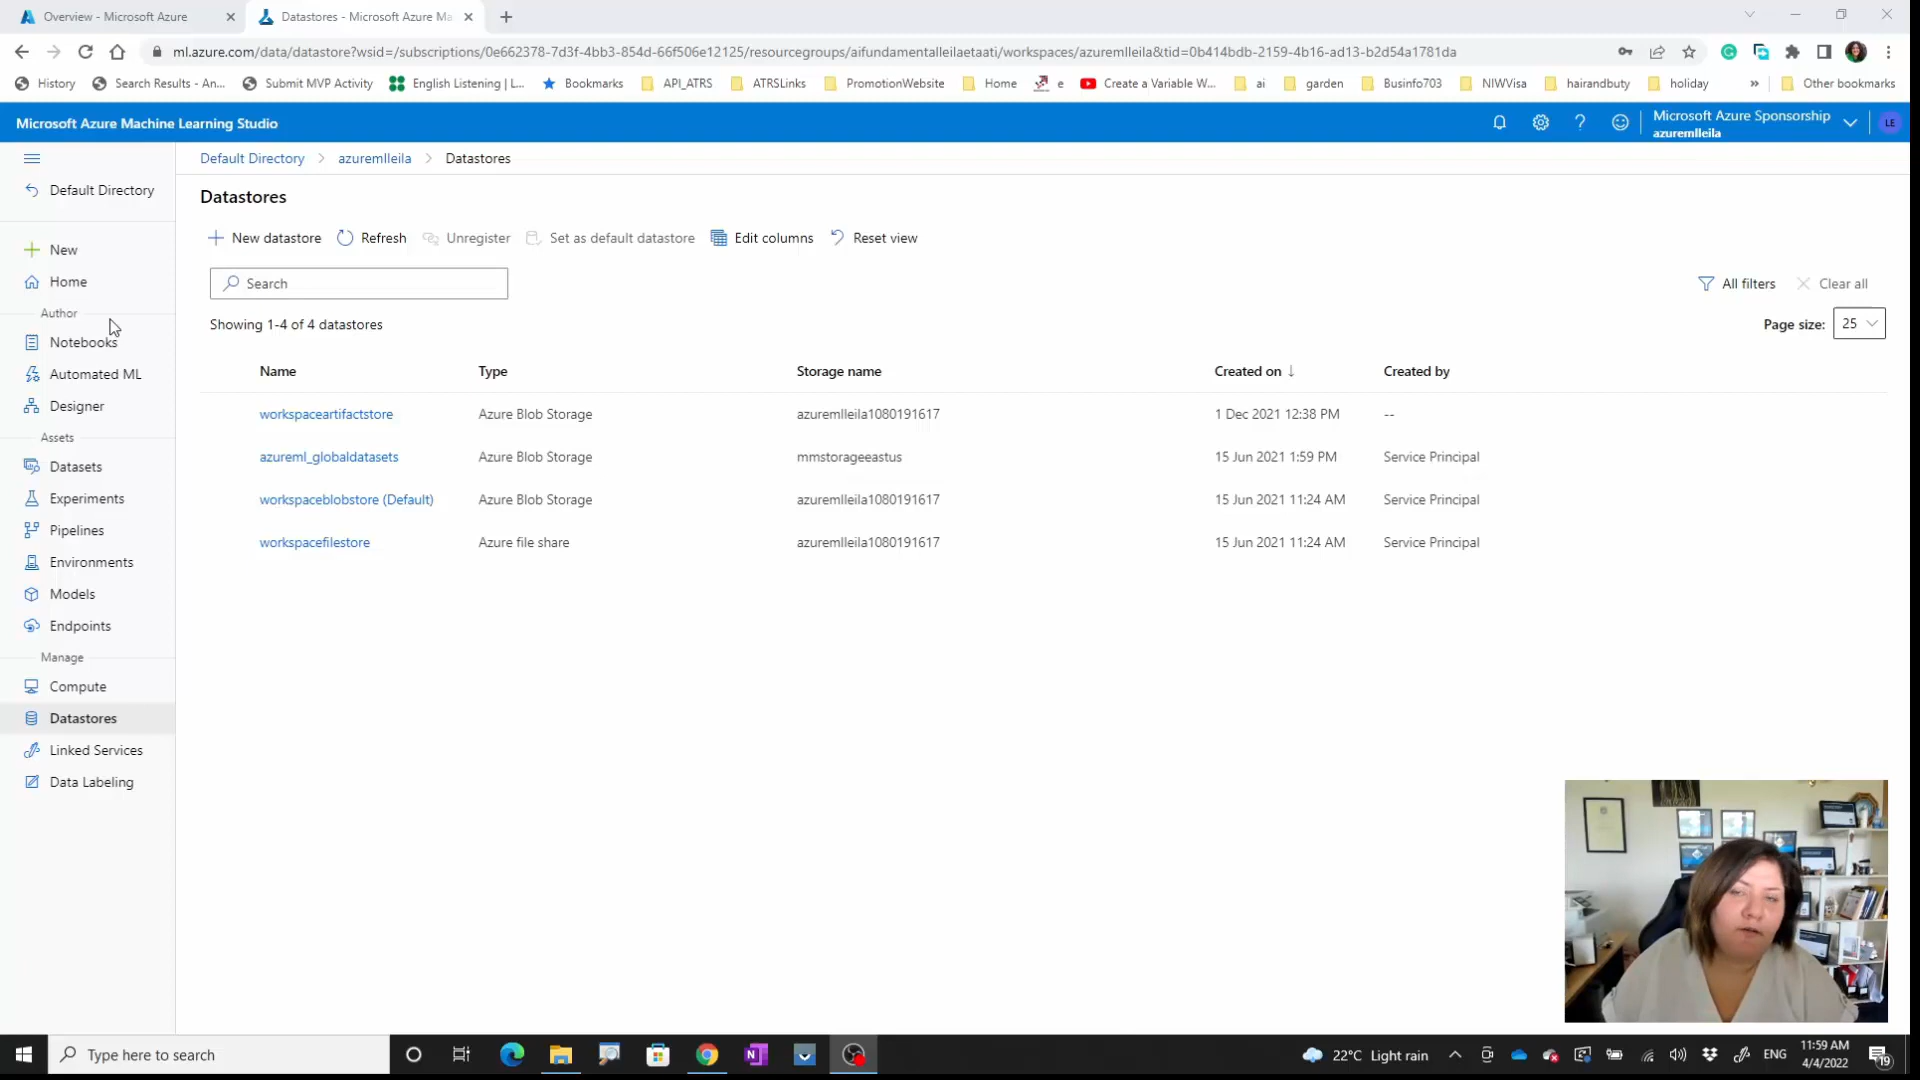 Overview - Microsoft Azure
Datastores - Microsoft Azure Ma
ml.azure.com/data/datastore?wsid=/subscriptions/0e662378-7d3f-4bb3-854d-66f506e12125/resourcegroups/aifundamentalleilaetaati/workspaces/azuremlleila&tid=0b414bdb-2159-4b16-ad13-b2d54a1781da
History Search Results - An... Submit MVP Activity English Listening | L... Bookmarks API_ATRS ATRSLinks PromotionWebsite Home e Create a Variable W... ai garden Businfo703 NIWVisa hairandbuty holiday » Other bookmarks
Microsoft Azure Machine Learning Studio
Microsoft Azure Sponsorship
azuremlleila
LE
Default Directory > azuremlleila > Datastores
Default Directory
New
Home
Author
Notebooks
Automated ML
Designer
Assets
Datasets
Experiments
Pipelines
Environments
Models
Endpoints
Manage
Compute
Datastores
Linked Services
Data Labeling
Datastores
New datastore Refresh Unregister Set as default datastore Edit columns Reset view
Search
All filters Clear all
Showing 1-4 of 4 datastores
Page size: 25
Name Type Storage name Created on ↓ Created by
workspaceartifactstore Azure Blob Storage azuremlleila1080191617 1 Dec 2021 12:38 PM --
azureml_globaldatasets Azure Blob Storage mmstorageeastus 15 Jun 2021 1:59 PM Service Principal
workspaceblobstore (Default) Azure Blob Storage azuremlleila1080191617 15 Jun 2021 11:24 AM Service Principal
workspacefilestore Azure file share azuremlleila1080191617 15 Jun 2021 11:24 AM Service Principal
Type here to search
22°C Light rain
ENG
11:59 AM
4/4/2022
19